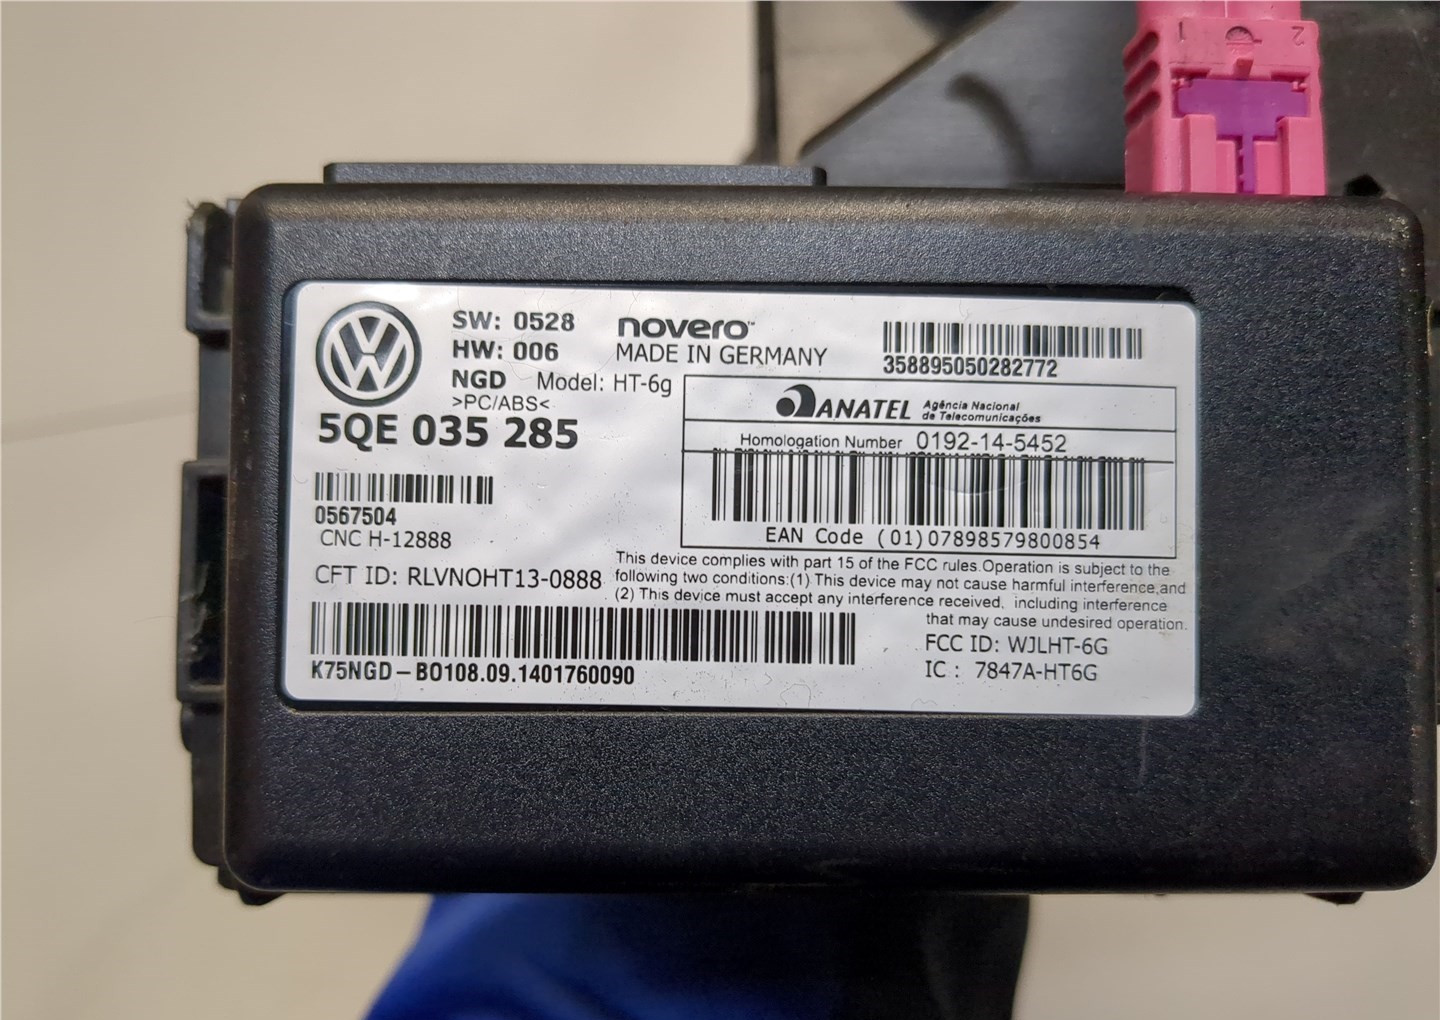 1 2
SW: 0528
HW: 006
NGD Model: HT-6g
>PC/ABS<
5QE 035 285
0567504
CNC H-12888
CFT ID: RLVNOHT13-0888
K75NGD-BO108.09.1401760090
novero™
MADE IN GERMANY
358895050282772
ANATEL Agência Nacional
de Telecomunicações
Homologation Number 0192-14-5452
EAN Code (01)07898579800854
This device complies with part 15 of the FCC rules.Operation is subject to the
following two conditions:(1) This device may not cause harmful interference,and
(2) This device must accept any interference received, including interference
that may cause undesired operation.
FCC ID: WJLHT-6G
IC : 7847A-HT6G